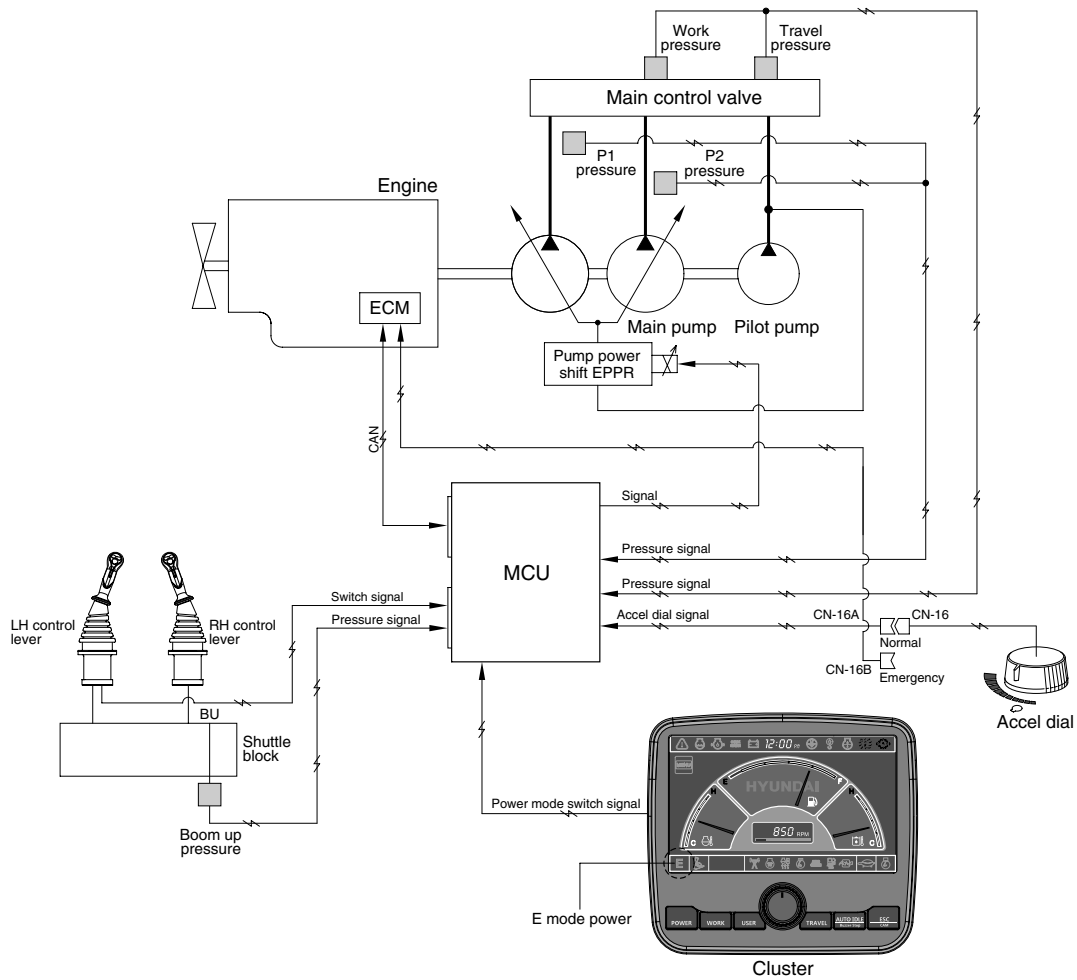 Work
pressure
Travel
pressure
Main control valve
P1
pressure
P2
pressure
Engine
ECM
Main pump
Pilot pump
Pump power
shift EPPR
CAN
Signal
MCU
Pressure signal
Pressure signal
Switch signal
Accel dial signal
CN-16A
CN-16
Pressure signal
Normal
LH control
lever
RH control
lever
CN-16B
Emergency
Accel dial
BU
Shuttle
block
12:00
E
F
HYUNDAI
H
H
Power mode switch signal
850 RPM
C
C
Boom up
pressure
E
E mode power
POWER
WORK
USER
TRAVEL
AUTO IDLE
Buzzer Stop
ESC
CAM
Cluster